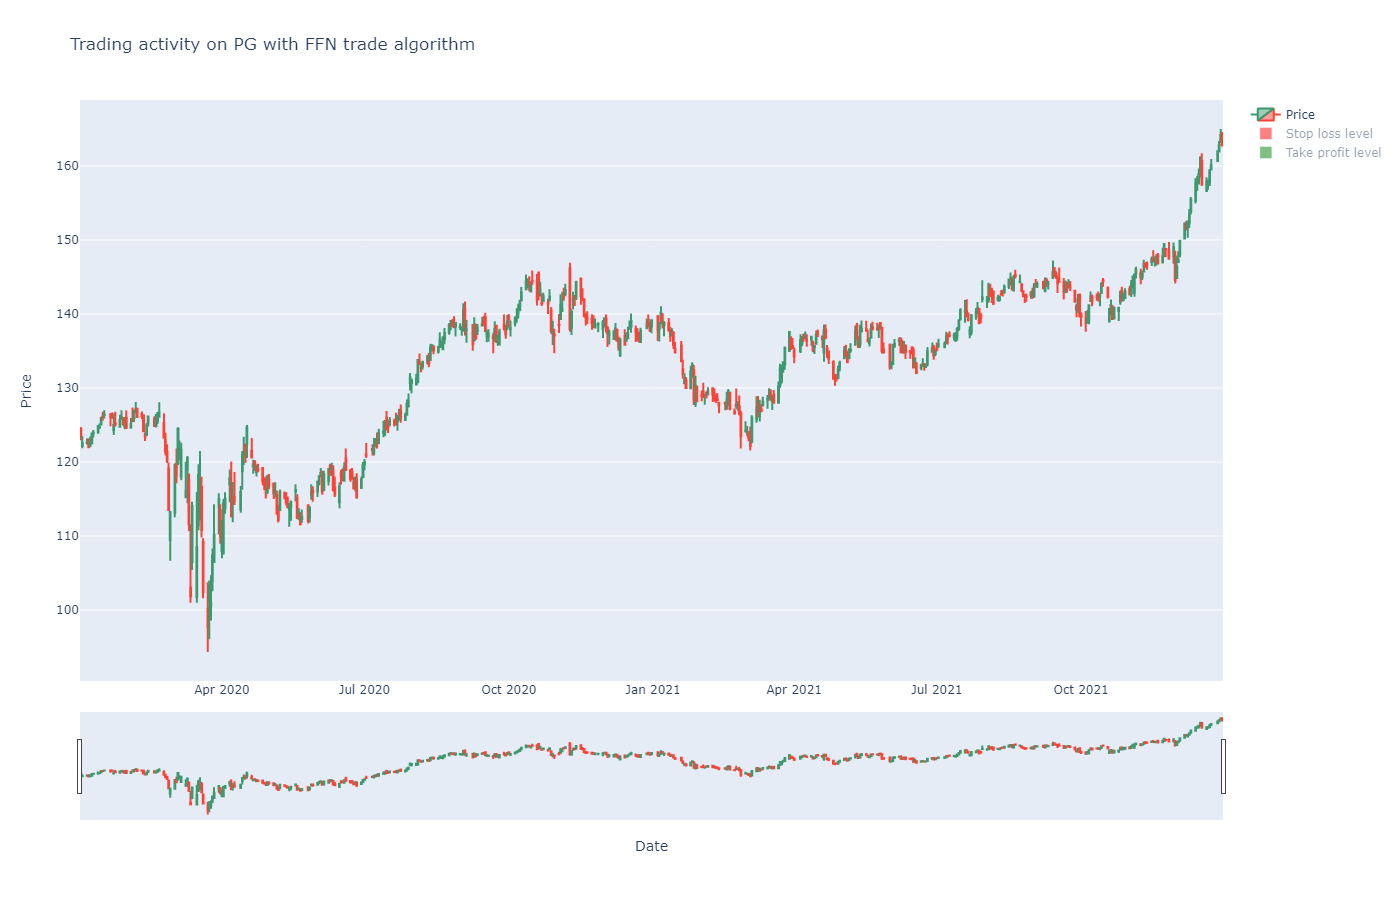 Trading activity on PG with FFN trade algorithm
Price
Stop loss level
Take profit level
160
150
140
130
120
110
100
Price
Apr 2020
Jul 2020
Oct 2020
Jan 2021
Apr 2021
Jul 2021
Oct 2021
Date